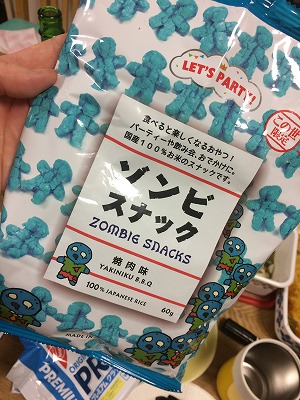 LET'S PARTY!
この地
限定
食べると楽しくなるおやつ！
パーティーや飲み会、おでかけに。
国産100％お米のスナックです。
ゾンビ
スナック
ZOMBIE SNACKS
焼肉味
YAKINIKU B.B.Q
100% JAPANESE RICE
60g
MADE IN
PREMIUM